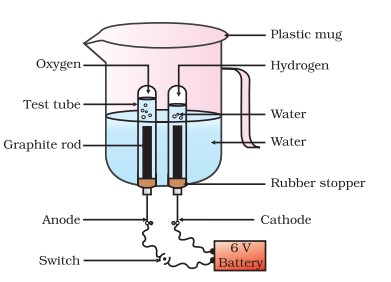 Plastic mug
Oxygen
Hydrogen
Test tube
Water
Graphite rod
Water
Rubber stopper
Anode
Cathode
Switch
6 V
Battery